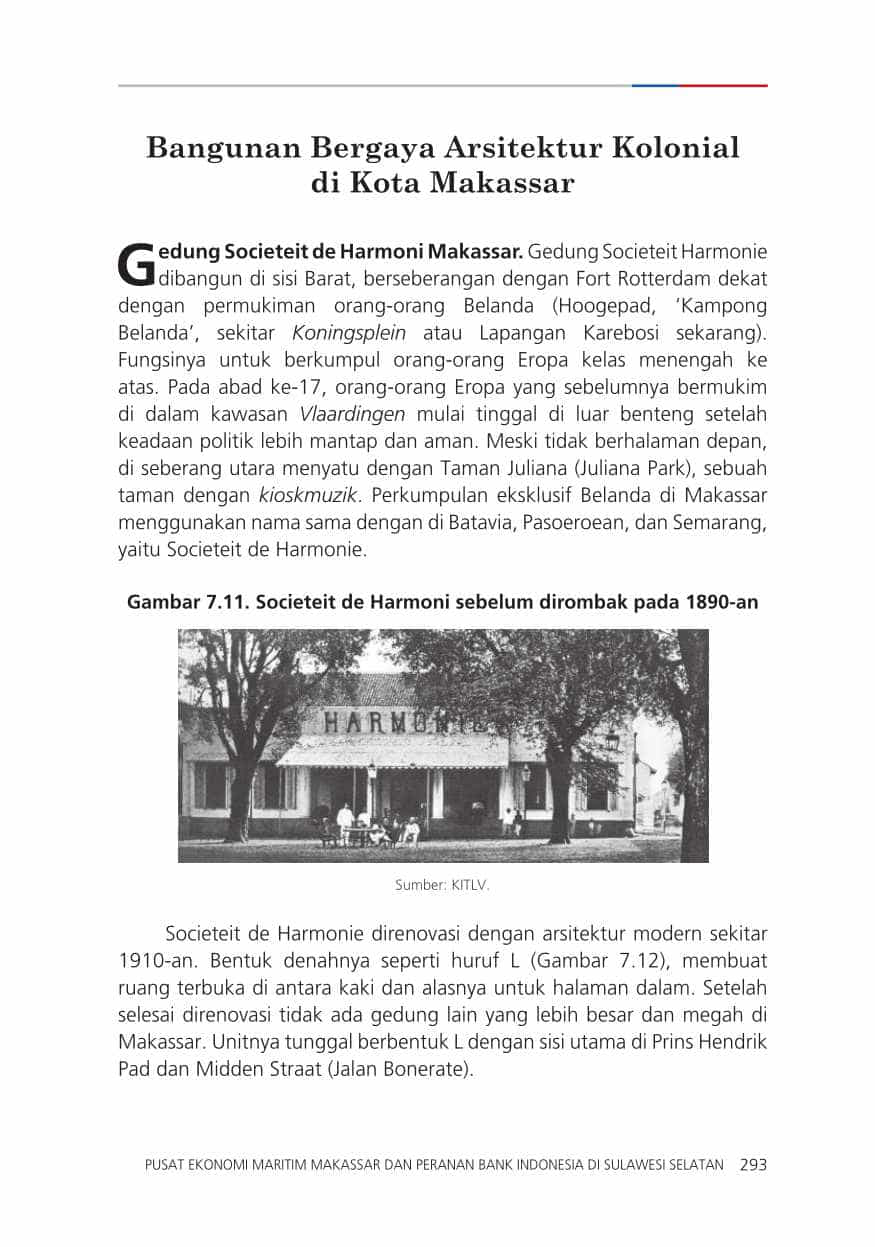 Bangunan Bergaya Arsitektur Kolonial
di Kota Makassar
Gedung Societeit de Harmoni Makassar. Gedung Societeit Harmonie
dibangun di sisi Barat, berseberangan dengan Fort Rotterdam dekat
dengan permukiman orang-orang Belanda (Hoogepad, ‘Kampong
Belanda’, sekitar Koningsplein atau Lapangan Karebosi sekarang).
Fungsinya untuk berkumpul orang-orang Eropa kelas menengah ke
atas. Pada abad ke-17, orang-orang Eropa yang sebelumnya bermukim
di dalam kawasan Vlaardingen mulai tinggal di luar benteng setelah
keadaan politik lebih mantap dan aman. Meski tidak berhalaman depan,
di seberang utara menyatu dengan Taman Juliana (Juliana Park), sebuah
taman dengan kioskmuzik. Perkumpulan eksklusif Belanda di Makassar
menggunakan nama sama dengan di Batavia, Pasoeroean, dan Semarang,
yaitu Societeit de Harmonie.
Gambar 7.11. Societeit de Harmoni sebelum dirombak pada 1890-an
HARMONIE
Sumber: KITLV.
Societeit de Harmonie direnovasi dengan arsitektur modern sekitar
1910-an. Bentuk denahnya seperti huruf L (Gambar 7.12), membuat
ruang terbuka di antara kaki dan alasnya untuk halaman dalam. Setelah
selesai direnovasi tidak ada gedung lain yang lebih besar dan megah di
Makassar. Unitnya tunggal berbentuk L dengan sisi utama di Prins Hendrik
Pad dan Midden Straat (Jalan Bonerate).
PUSAT EKONOMI MARITIM MAKASSAR DAN PERANAN BANK INDONESIA DI SULAWESI SELATAN 293